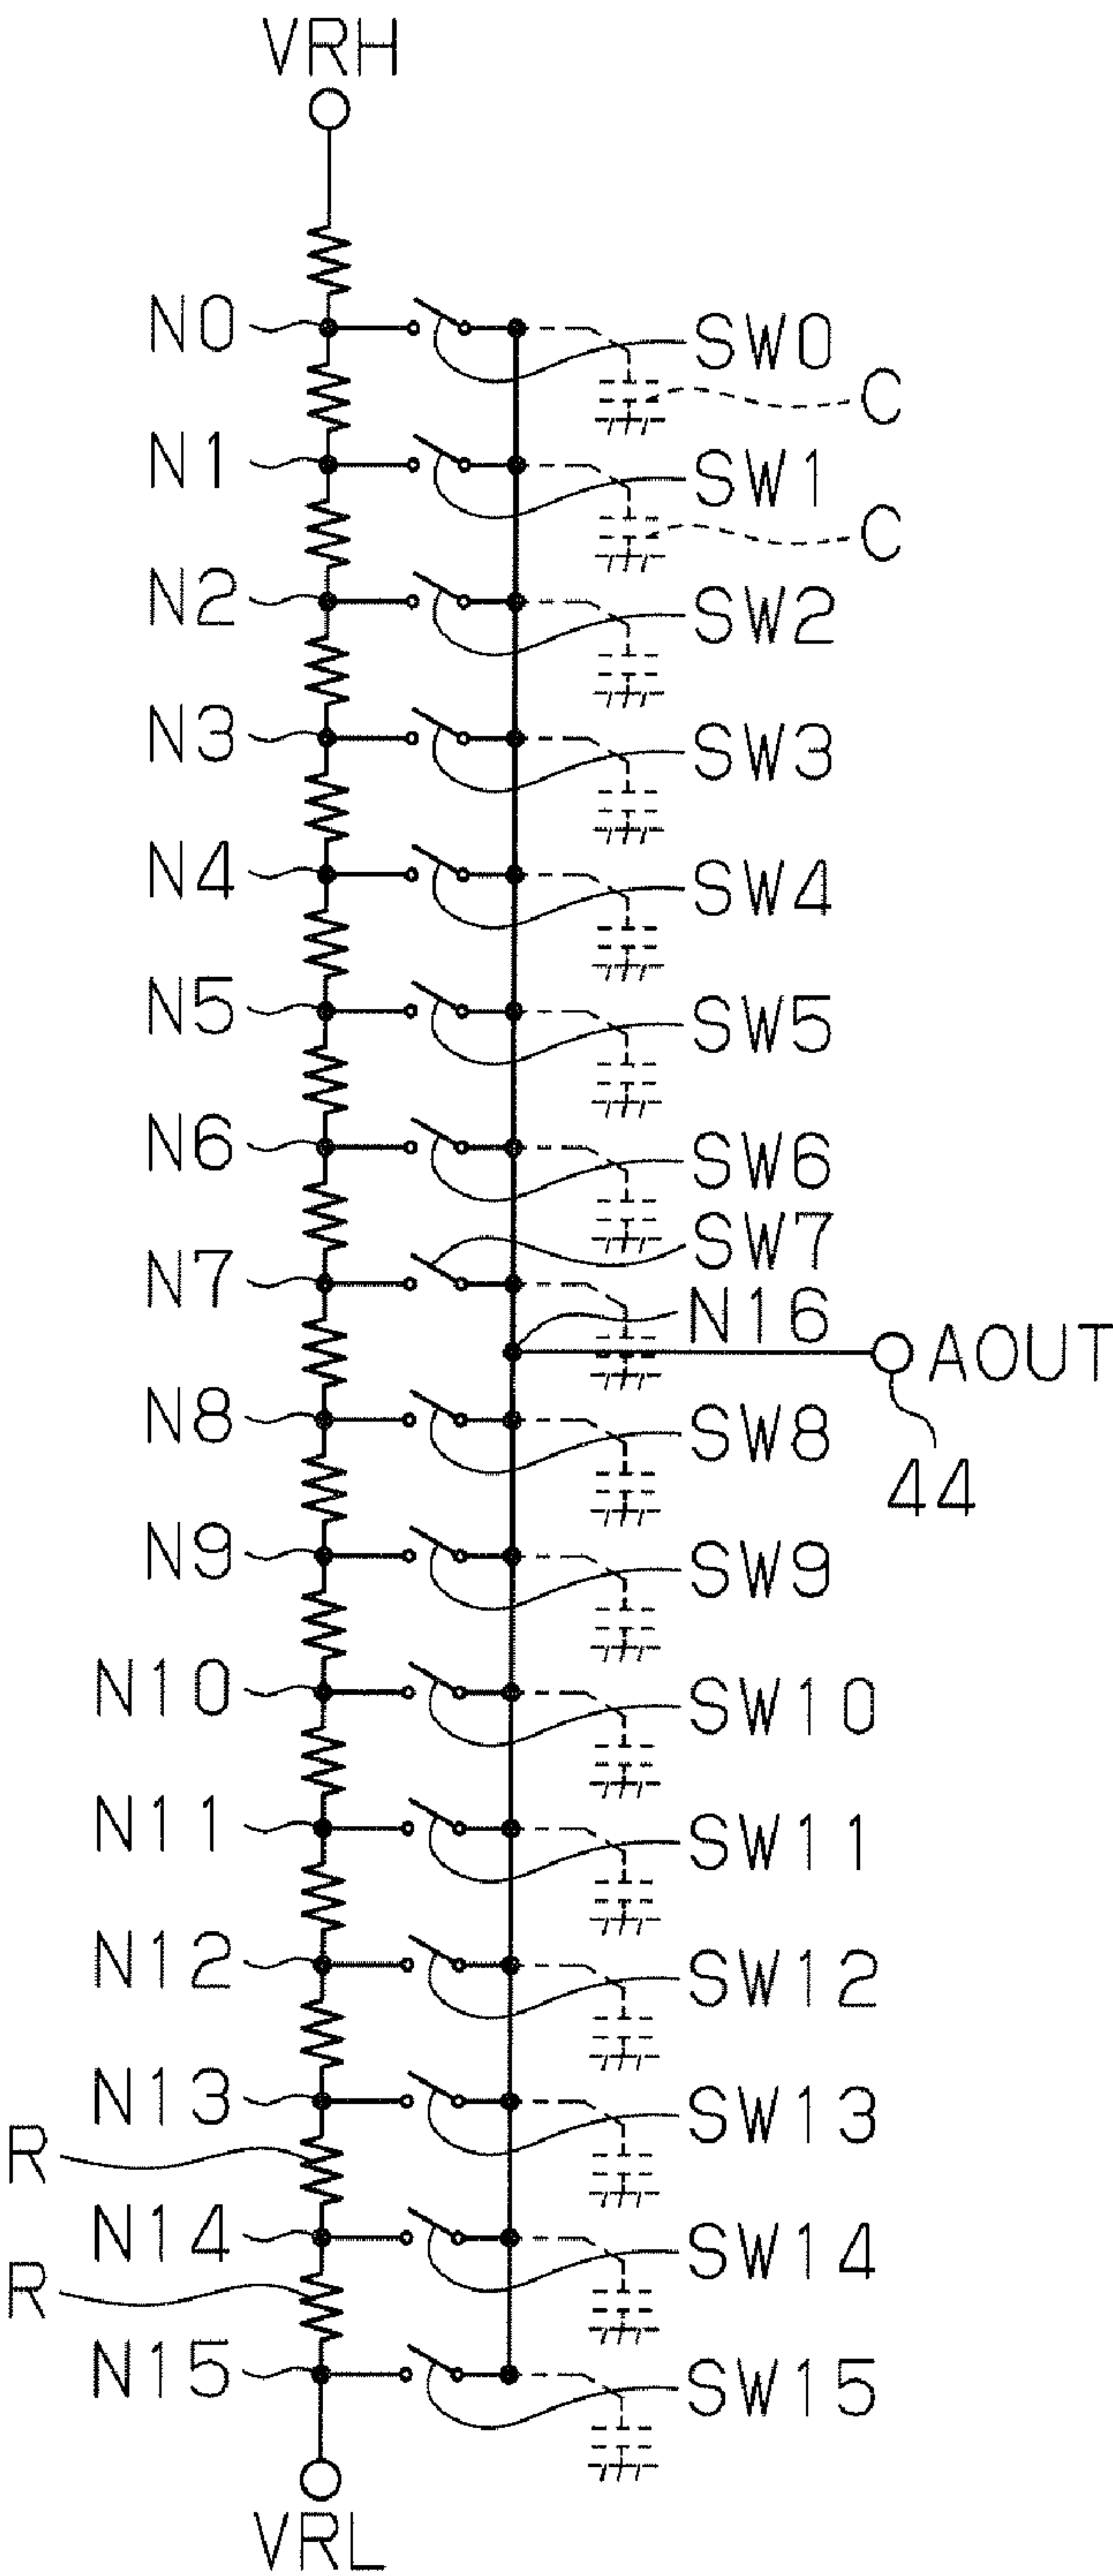 VRH
N0 SW0
C
N1 SW1
C
N2 SW2
N3 SW3
N4 SW4
N5 SW5
N6 SW6
SW7
N7 N16
AOUT
N8 SW8
44
N9 SW9
N10 SW10
N11 SW11
N12 SW12
N13 SW13
R
N14 SW14
R
N15 SW15
VRL